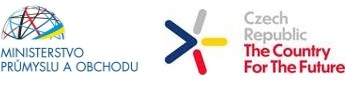 MINISTERSTVO
PRŮMYSLU A OBCHODU
Czech
Republic
The Country
For The Future